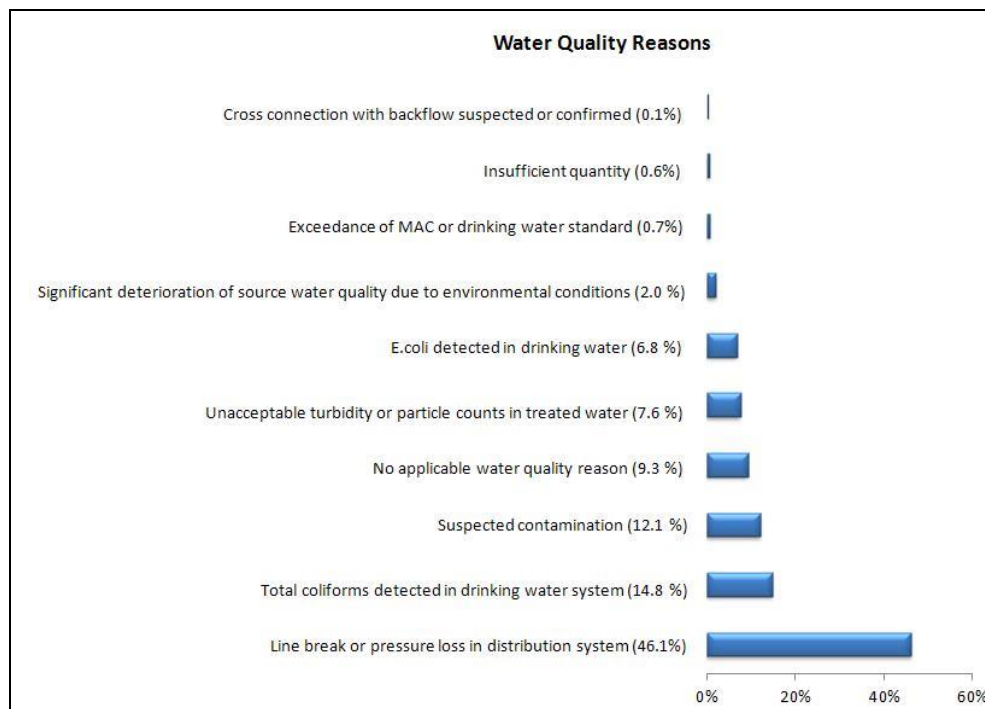 Water Quality Reasons
Cross connection with backflow suspected or confirmed (0.1%)
Insufficient quantity (0.6%)
Exceedance of MAC or drinking water standard (0.7%)
Significant deterioration of source water quality due to environmental conditions (2.0 %)
E.coli detected in drinking water (6.8 %)
Unacceptable turbidity or particle counts in treated water (7.6 %)
No applicable water quality reason (9.3 %)
Suspected contamination (12.1 %)
Total coliforms detected in drinking water system (14.8 %)
Line break or pressure loss in distribution system (46.1%)
0% 20% 40% 60%